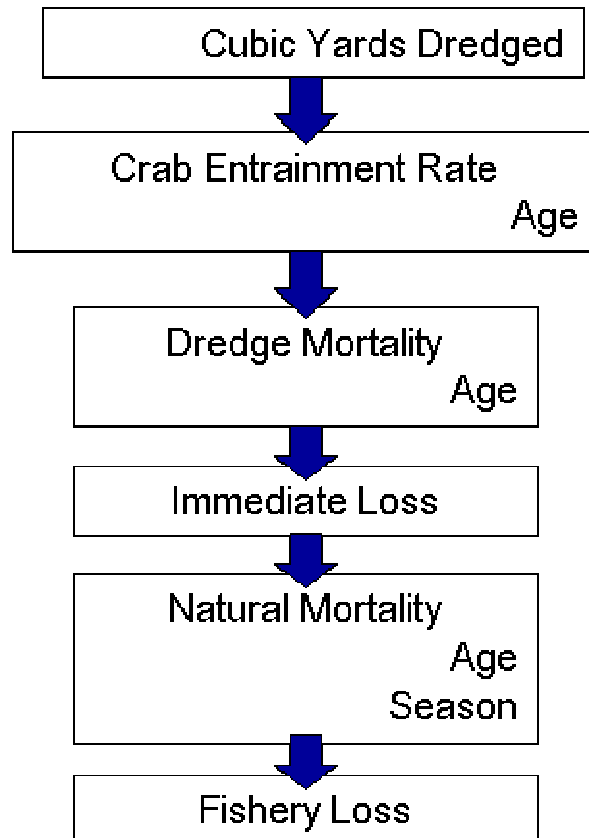 Cubic Yards Dredged
Crab Entrainment Rate
Age
Dredge Mortality
Age
Immediate Loss
Natural Mortality
Age
Season
Fishery Loss